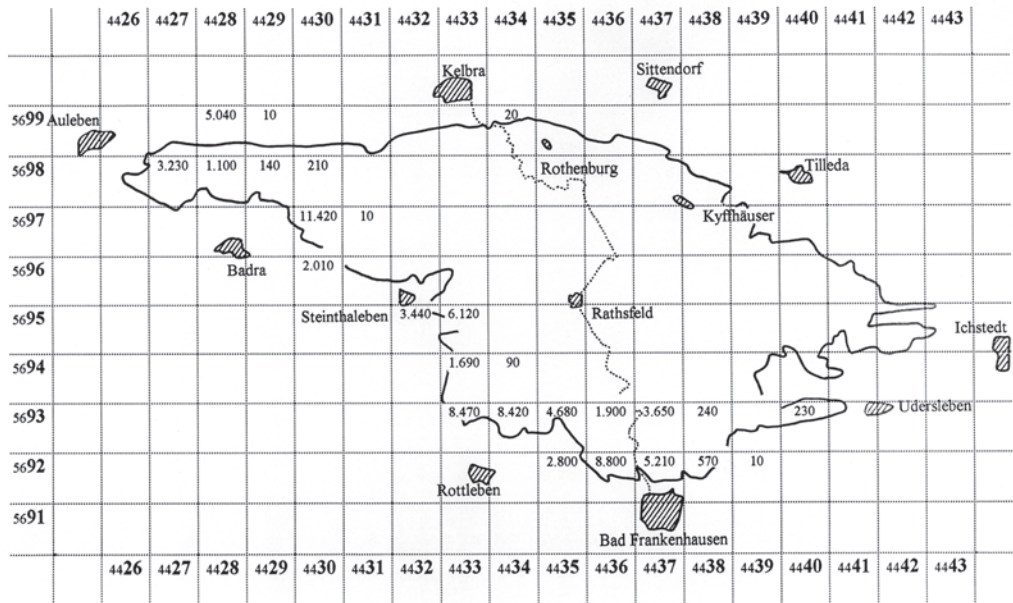 4426 4427 4428 4429 4430 4431 4432 4433 4434 4435 4436 4437 4438 4439 4440 4441 4442 4443
Kelbra Sittendorf
5699 Auleben 5.040 10 20
5698 3.230 1.100 140 210 Rothenburg Tilleda
5697 11.420 10 Kyffhäuser
5696 Badra 2.010
5695 Steinthaleben 3.440 6.120 Rathsfeld Ichstedt
5694 1.690 90
5693 8.470 8.420 4.680 1.900 3.650 240 230 Udersleben
5692 2.800 8.800 5.210 570 10
Rottleben
5691
Bad Frankenhausen
4426 4427 4428 4429 4430 4431 4432 4433 4434 4435 4436 4437 4438 4439 4440 4441 4442 4443